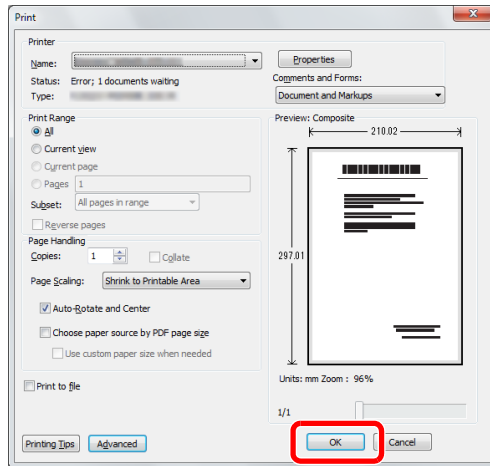 Print
Printer
Name:
Properties
Status: Error; 1 documents waiting
Comments and Forms:
Type:
Document and Markups
Print Range
All
Current view
Current page
Pages 1
Subset: All pages in range
Reverse pages
Page Handling
Copies: 1 Collate
Page Scaling: Shrink to Printable Area
Auto-Rotate and Center
Choose paper source by PDF page size
Use custom paper size when needed
Print to file
Preview: Composite
210.02
297.01
Units: mm Zoom : 96%
1/1
Printing Tips Advanced OK Cancel